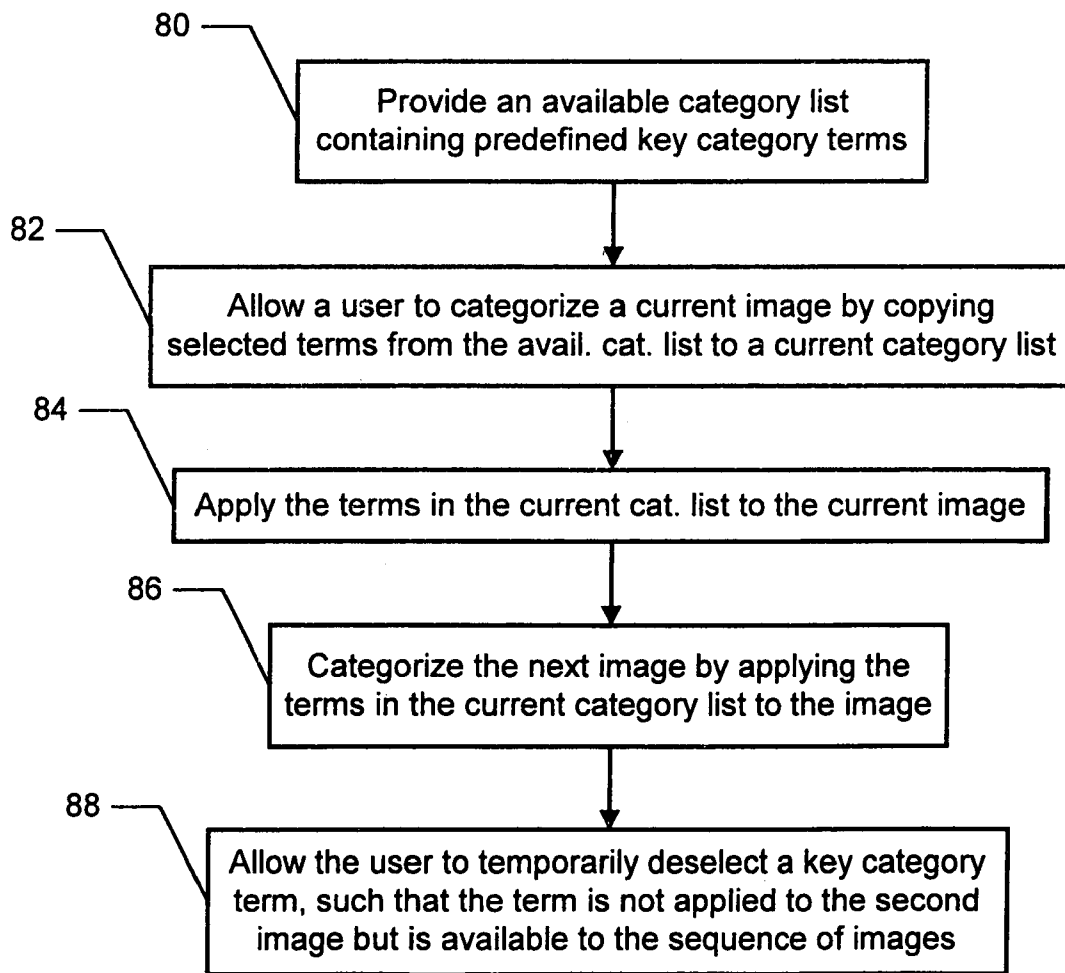 80
Provide an available category list
containing predefined key category terms
82
Allow a user to categorize a current image by copying
selected terms from the avail. cat. list to a current category list
84
Apply the terms in the current cat. list to the current image
86
Categorize the next image by applying the
terms in the current category list to the image
88
Allow the user to temporarily deselect a key category
term, such that the term is not applied to the second
image but is available to the sequence of images